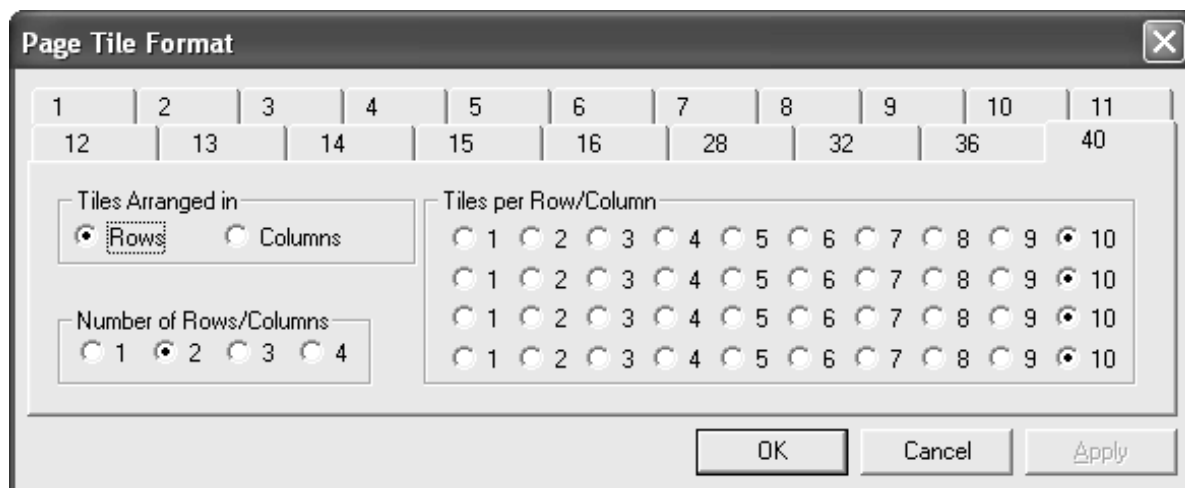 Page Tile Format
1 2 3 4 5 6 7 8 9 10 11
12 13 14 15 16 28 32 36 40
Tiles Arranged in
Rows Columns
Number of Rows/Columns
1 2 3 4
Tiles per Row/Column
1 2 3 4 5 6 7 8 9 10
1 2 3 4 5 6 7 8 9 10
1 2 3 4 5 6 7 8 9 10
1 2 3 4 5 6 7 8 9 10
OK Cancel Apply